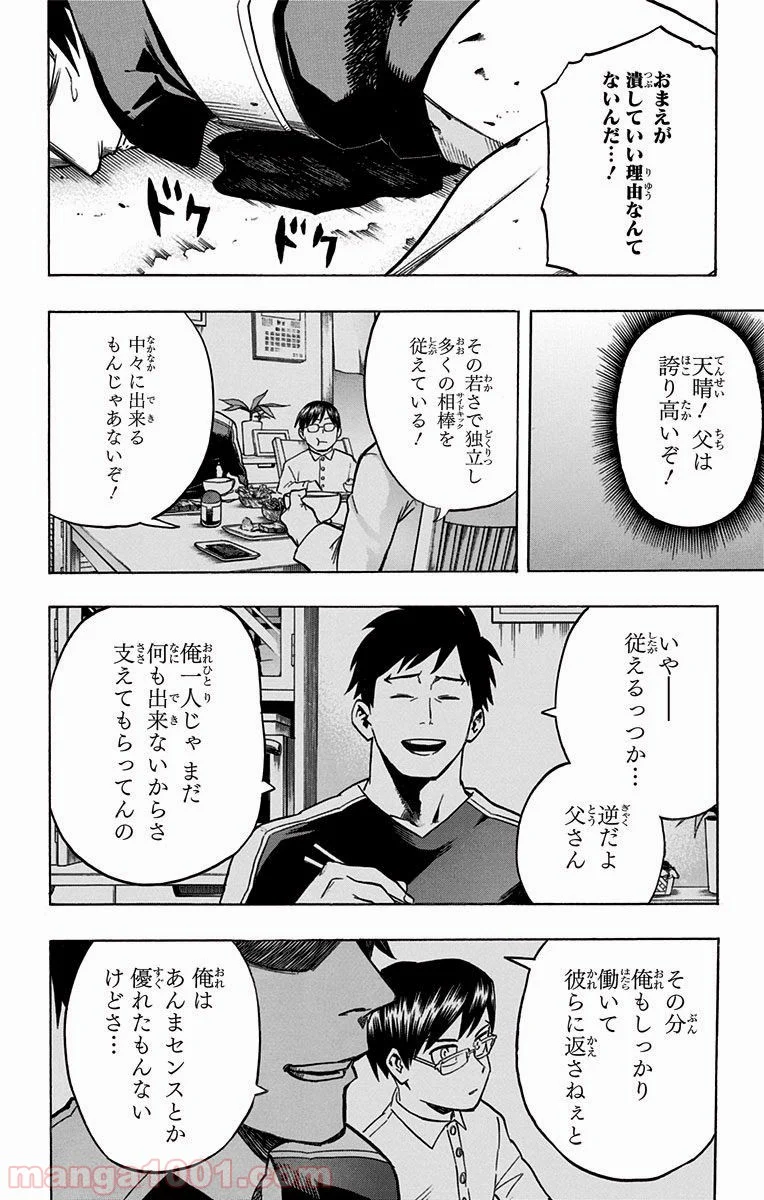 おまえが
潰していい理由なんて
ないんだ…!
ドクドク
天晴!父は
誇り高いぞ!
その若さで独立し
多くの相棒を
従えている!
中々に出来る
もんじゃあないぞ!
いや――
従えるっつか…
逆だよ
父さん
俺一人じゃ まだ
何も出来ないからさ
支えてもらってんの
その分
俺もしっかり
働いて
彼らに返さねぇと
俺は
あんまセンスとか
優れたもんない
けどさ…
manga1001.com